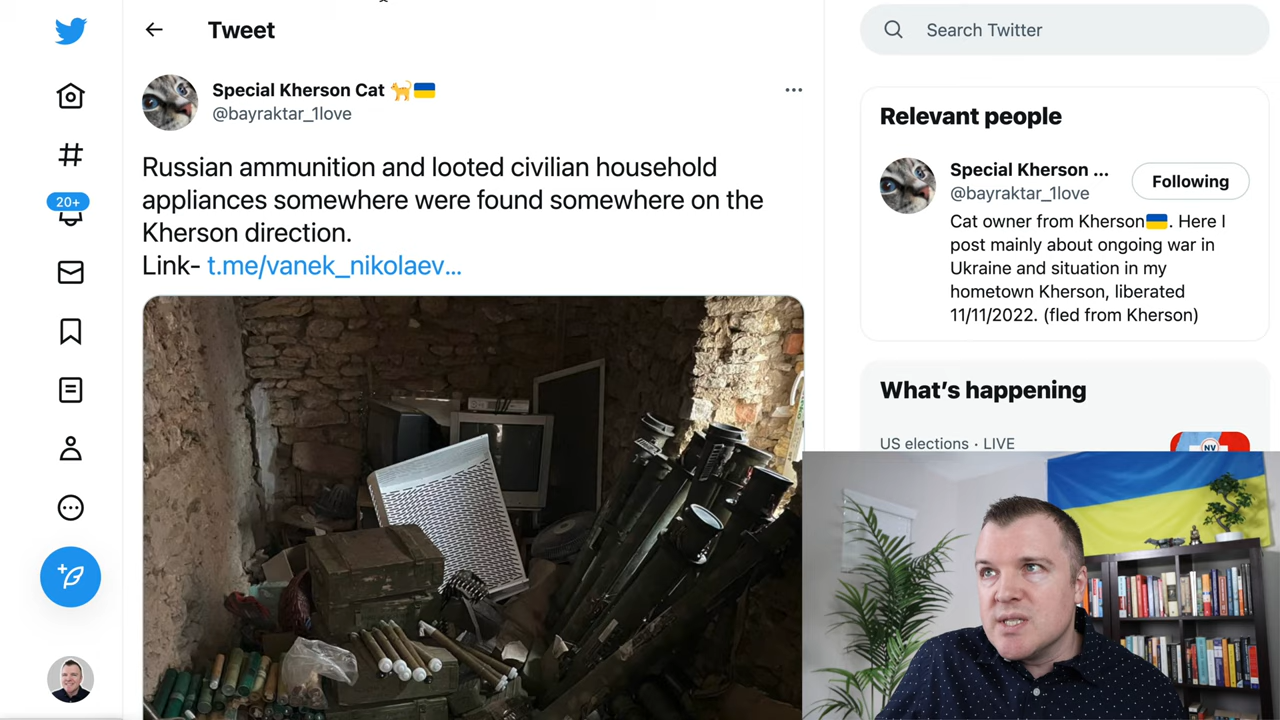 Tweet
Special Kherson Cat 🐈🇺🇦
@bayraktar_1love
Russian ammunition and looted civilian household
appliances somewhere were found somewhere on the
Kherson direction.
Link- t.me/vanek_nikolaev...
20+
Search Twitter
Relevant people
Special Kherson ...
@bayraktar_1love
Following
Cat owner from Kherson🇺🇦. Here I
post mainly about ongoing war in
Ukraine and situation in my
hometown Kherson, liberated
11/11/2022. (fled from Kherson)
What's happening
US elections · LIVE
NV